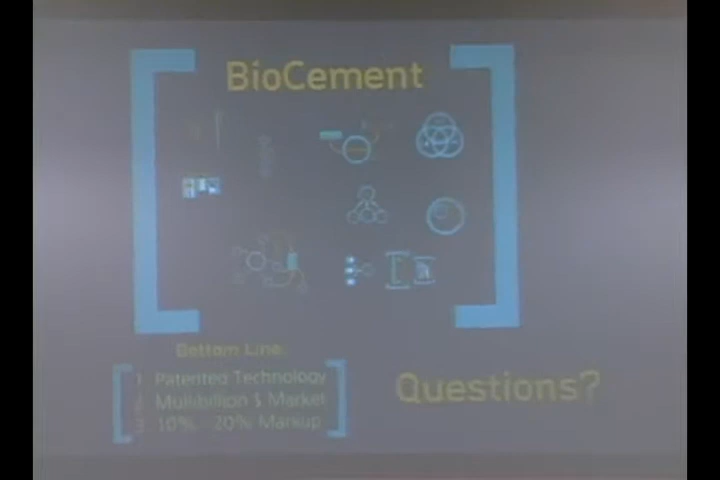 BioCement
Bottom Line:
1 Patented Technology
2 Multibillion $ Market
3 10% - 20% Markup
Questions?